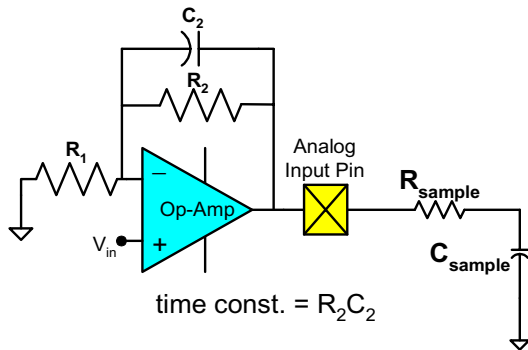 C2
R2
R1
Analog
Input Pin
Rsample
−
Op-Amp
Vin
+
Csample
time const. = R2C2